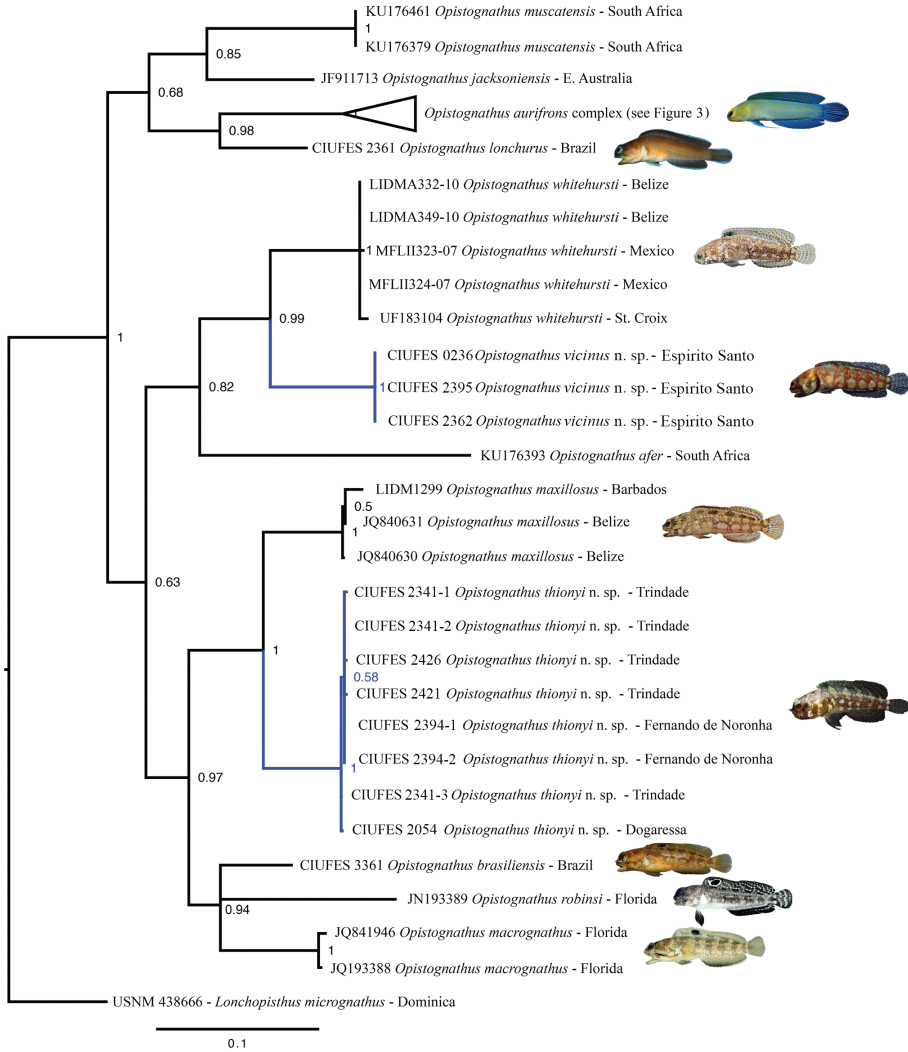 KU176461 Opistognathus muscatensis - South Africa
1
KU176379 Opistognathus muscatensis - South Africa
0.85
JF911713 Opistognathus jacksoniensis - E. Australia
0.68
1
Opistognathus aurifrons complex (see Figure 3)
0.98
CIUFES 2361 Opistognathus lonchurus - Brazil
LIDMA332-10 Opistognathus whitehursti - Belize
LIDMA349-10 Opistognathus whitehursti - Belize
1 MFLII323-07 Opistognathus whitehursti - Mexico
MFLII324-07 Opistognathus whitehursti - Mexico
0.99
UF183104 Opistognathus whitehursti - St. Croix
1
CIUFES 0236 Opistognathus vicinus n. sp. - Espirito Santo
0.82
1 CIUFES 2395 Opistognathus vicinus n. sp. - Espirito Santo
CIUFES 2362 Opistognathus vicinus n. sp. - Espirito Santo
KU176393 Opistognathus afer - South Africa
LIDM1299 Opistognathus maxillosus - Barbados
0.5
JQ840631 Opistognathus maxillosus - Belize
1
JQ840630 Opistognathus maxillosus - Belize
0.63
CIUFES 2341-1 Opistognathus thionyi n. sp. - Trindade
CIUFES 2341-2 Opistognathus thionyi n. sp. - Trindade
1
CIUFES 2426 Opistognathus thionyi n. sp. - Trindade
0.58
CIUFES 2421 Opistognathus thionyi n. sp. - Trindade
CIUFES 2394-1 Opistognathus thionyi n. sp. - Fernando de Noronha
CIUFES 2394-2 Opistognathus thionyi n. sp. - Fernando de Noronha
1
0.97
CIUFES 2341-3 Opistognathus thionyi n. sp. - Trindade
CIUFES 2054 Opistognathus thionyi n. sp. - Dogaressa
CIUFES 3361 Opistognathus brasiliensis - Brazil
JN193389 Opistognathus robinsi - Florida
0.94
JQ841946 Opistognathus macrognathus - Florida
1
JQ193388 Opistognathus macrognathus - Florida
USNM 438666 - Lonchopisthus micrognathus - Dominica
0.1